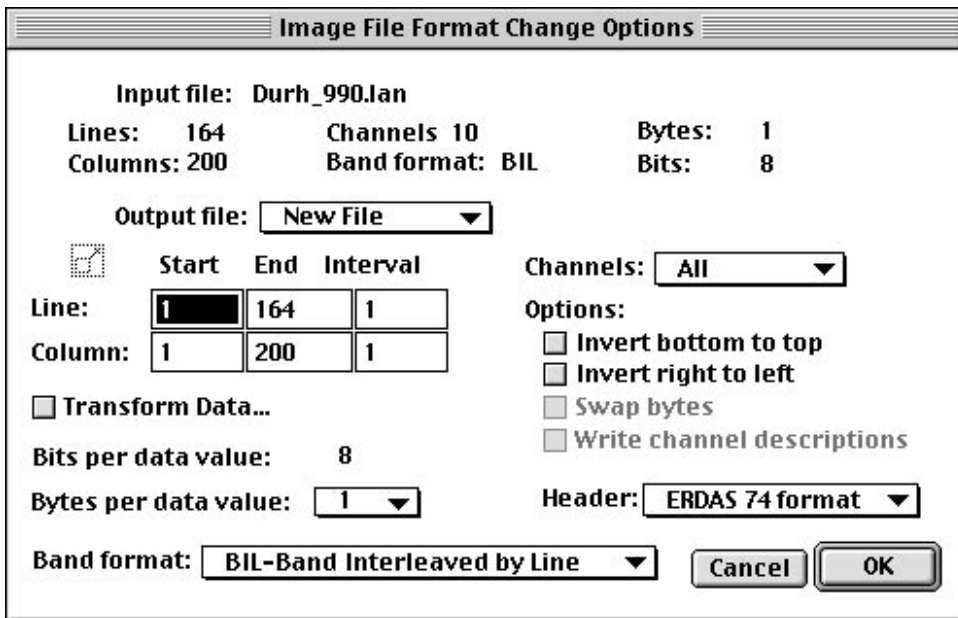 Image File Format Change Options
Input file: Durh_990.lan
Lines: 164 Channels 10 Bytes: 1
Columns: 200 Band format: BIL Bits: 8
Output file: New File
Start End Interval
Channels: All
Line: 1 164 1
Options:
Column: 1 200 1
Invert bottom to top
Invert right to left
Transform Data...
Swap bytes
Write channel descriptions
Bits per data value: 8
Bytes per data value: 1
Header: ERDAS 74 format
Band format: BIL-Band Interleaved by Line
Cancel OK